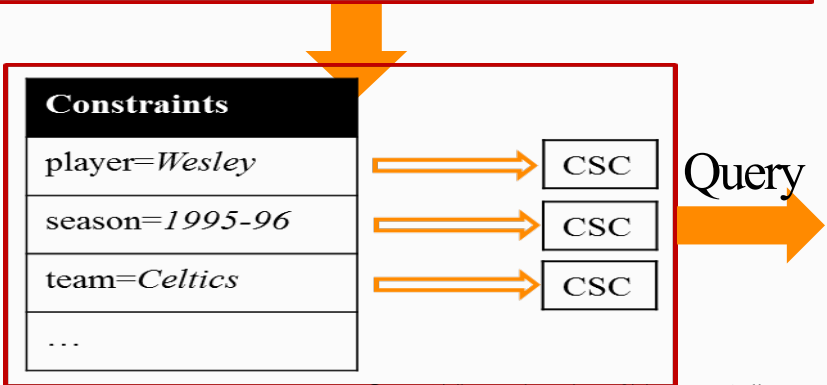 Constraints
player=Wesley
CSC
Query
season=1995-96
CSC
team=Celtics
CSC
...